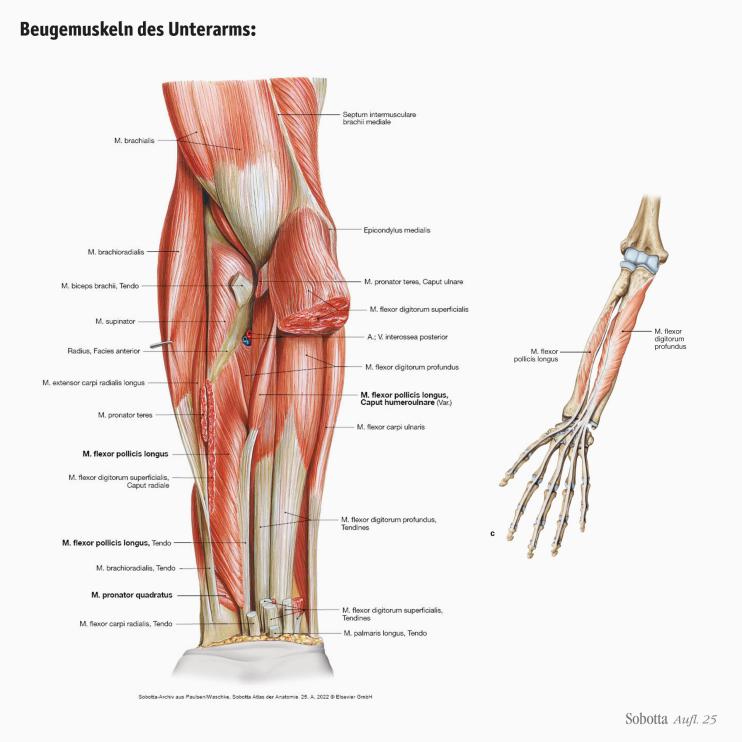 Beugemuskeln des Unterarms:
Septum intermusculare
brachii mediale
M. brachialis
Epicondylus medialis
M. brachioradialis
M. biceps brachii, Tendo
M. pronator teres, Caput ulnare
M. flexor digitorum superficialis
M. supinator
A.; V. interossea posterior
Radius, Facies anterior
M. flexor digitorum profundus
M. extensor carpi radialis longus
M. flexor pollicis longus,
Caput humeroulnare (Var.)
M. pronator teres
M. flexor carpi ulnaris
M. flexor pollicis longus
M. flexor digitorum superficialis,
Caput radiale
M. flexor digitorum profundus,
Tendines
M. flexor pollicis longus, Tendo
M. brachioradialis, Tendo
M. pronator quadratus
M. flexor digitorum superficialis,
Tendines
M. flexor carpi radialis, Tendo
M. palmaris longus, Tendo
M. flexor
pollicis longus
M. flexor
digitorum
profundus
c
Sobotta-Archiv aus Paulsen/Waschke, Sobotta Atlas der Anatomie, 25. A. 2022 © Elsevier GmbH
Sobotta Aufl. 25